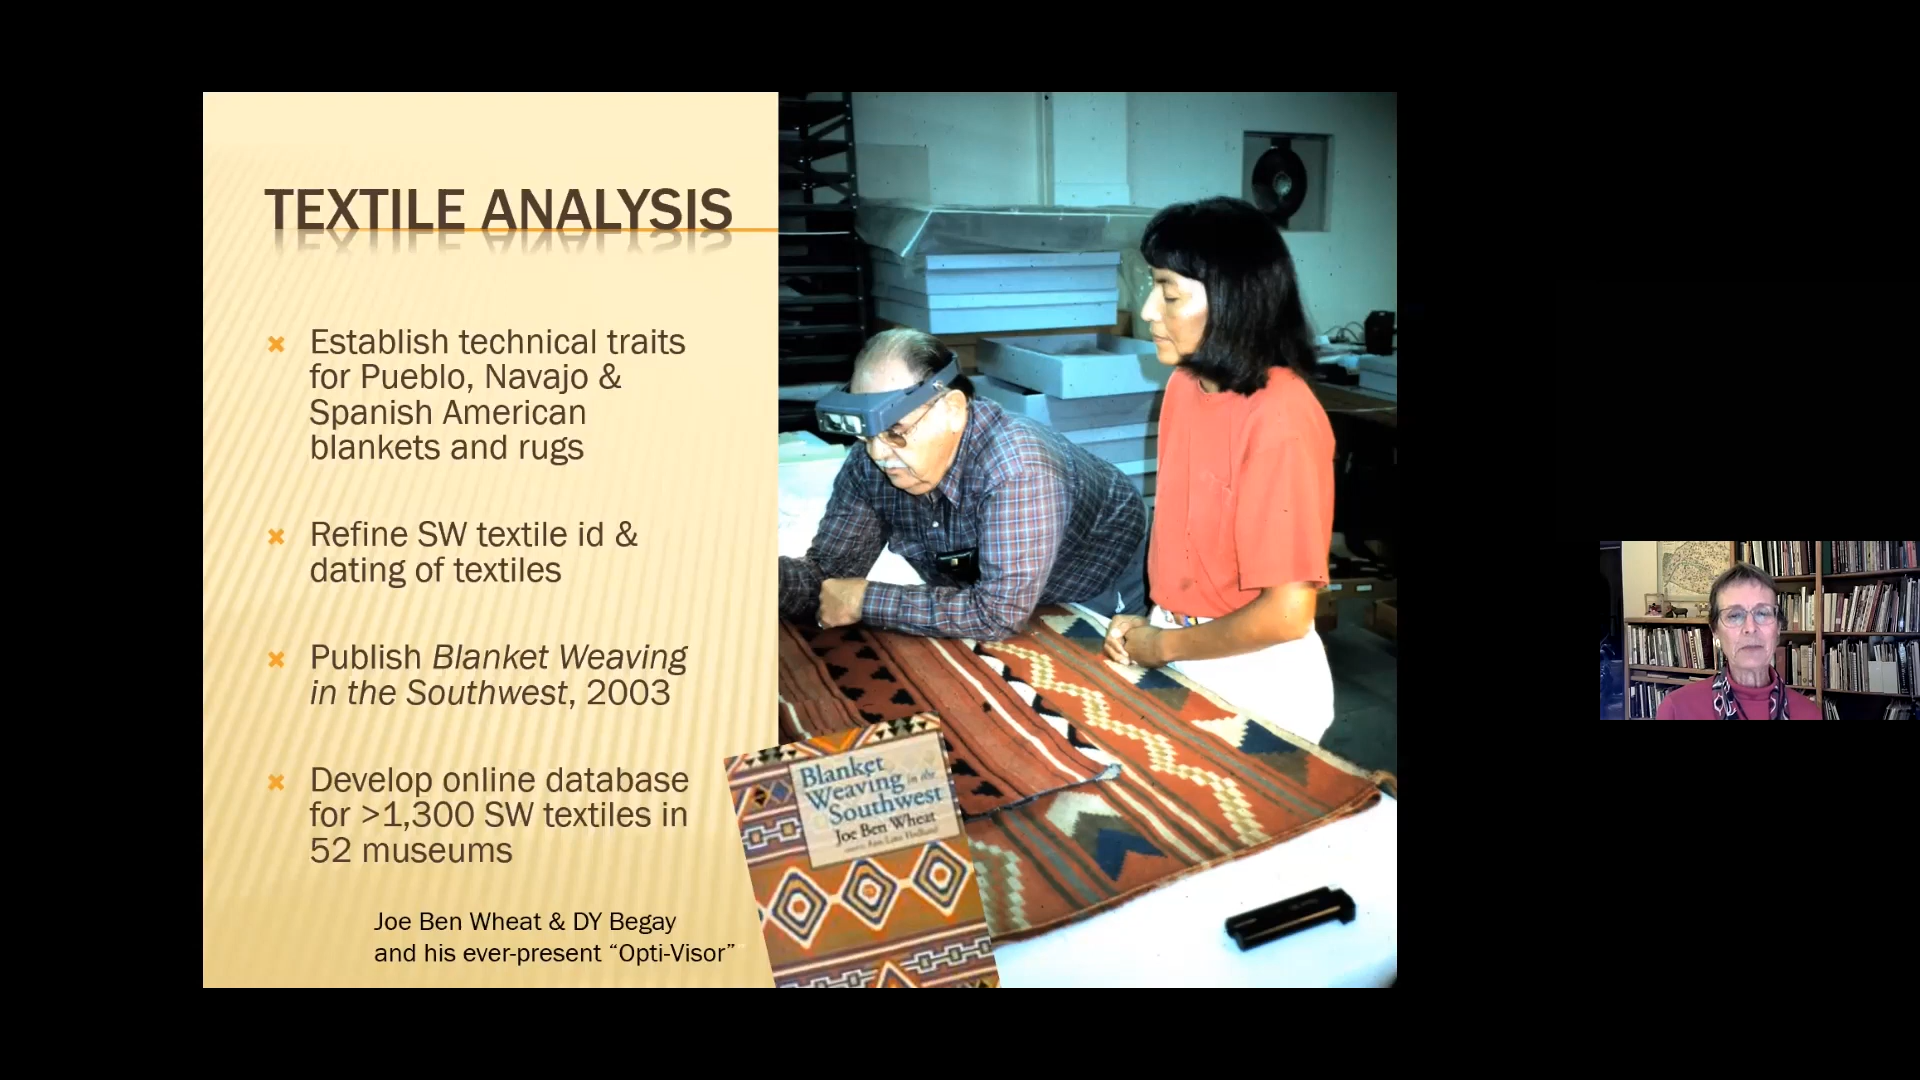 TEXTILE ANALYSIS
Establish technical traits
for Pueblo, Navajo &
Spanish American
blankets and rugs
Refine SW textile id &
dating of textiles
Publish Blanket Weaving
in the Southwest, 2003
Develop online database
for >1,300 SW textiles in
52 museums
Joe Ben Wheat & DY Begay
and his ever-present “Opti-Visor”
Blanket
Weaving in the
Southwest
Joe Ben Wheat